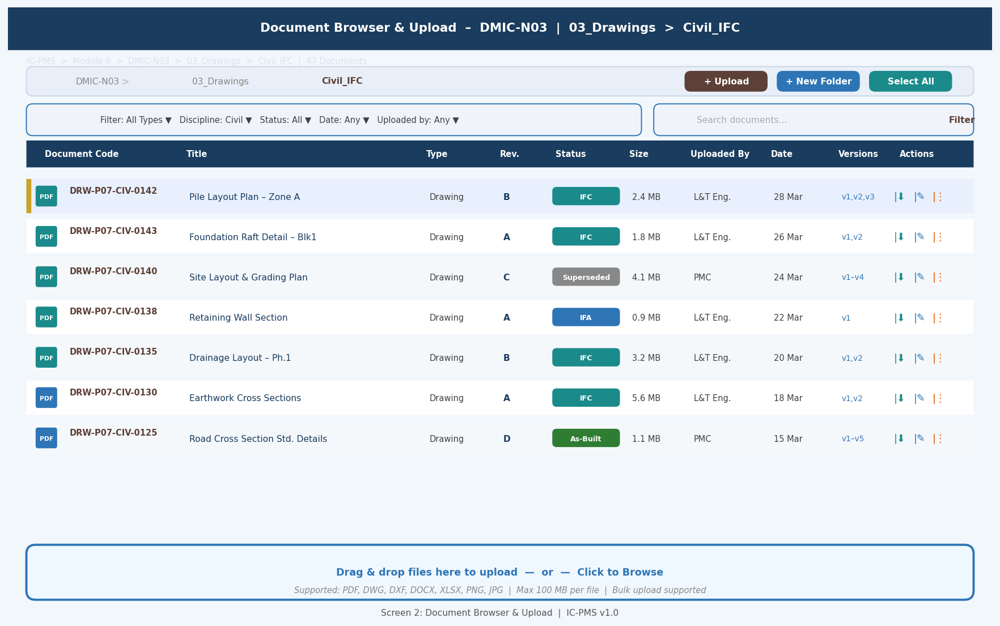 Document Browser & Upload – DMIC-N03 | 03_Drawings > Civil_IFC
IC-PMS > Module 6 > DMIC-N03 > 03_Drawings > Civil_IFC | 47 Documents
DMIC-N03 > 03_Drawings > Civil_IFC + Upload + New Folder Select All
Filter: All Types ▼ Discipline: Civil ▼ Status: All ▼ Date: Any ▼ Uploaded by: Any ▼ Search documents... Filter
Document Code Title Type Rev. Status Size Uploaded By Date Versions Actions
PDF DRW-P07-CIV-0142 Pile Layout Plan – Zone A Drawing B IFC 2.4 MB L&T Eng. 28 Mar v1,v2,v3 |⬇ |✎ |⋮
PDF DRW-P07-CIV-0143 Foundation Raft Detail – Blk1 Drawing A IFC 1.8 MB L&T Eng. 26 Mar v1,v2 |⬇ |✎ |⋮
PDF DRW-P07-CIV-0140 Site Layout & Grading Plan Drawing C Superseded 4.1 MB PMC 24 Mar v1–v4 |⬇ |✎ |⋮
PDF DRW-P07-CIV-0138 Retaining Wall Section Drawing A IFA 0.9 MB L&T Eng. 22 Mar v1 |⬇ |✎ |⋮
PDF DRW-P07-CIV-0135 Drainage Layout – Ph.1 Drawing B IFC 3.2 MB L&T Eng. 20 Mar v1,v2 |⬇ |✎ |⋮
PDF DRW-P07-CIV-0130 Earthwork Cross Sections Drawing A IFC 5.6 MB L&T Eng. 18 Mar v1,v2 |⬇ |✎ |⋮
PDF DRW-P07-CIV-0125 Road Cross Section Std. Details Drawing D As-Built 1.1 MB PMC 15 Mar v1–v5 |⬇ |✎ |⋮
Drag & drop files here to upload — or — Click to Browse
Supported: PDF, DWG, DXF, DOCX, XLSX, PNG, JPG | Max 100 MB per file | Bulk upload supported
Screen 2: Document Browser & Upload | IC-PMS v1.0